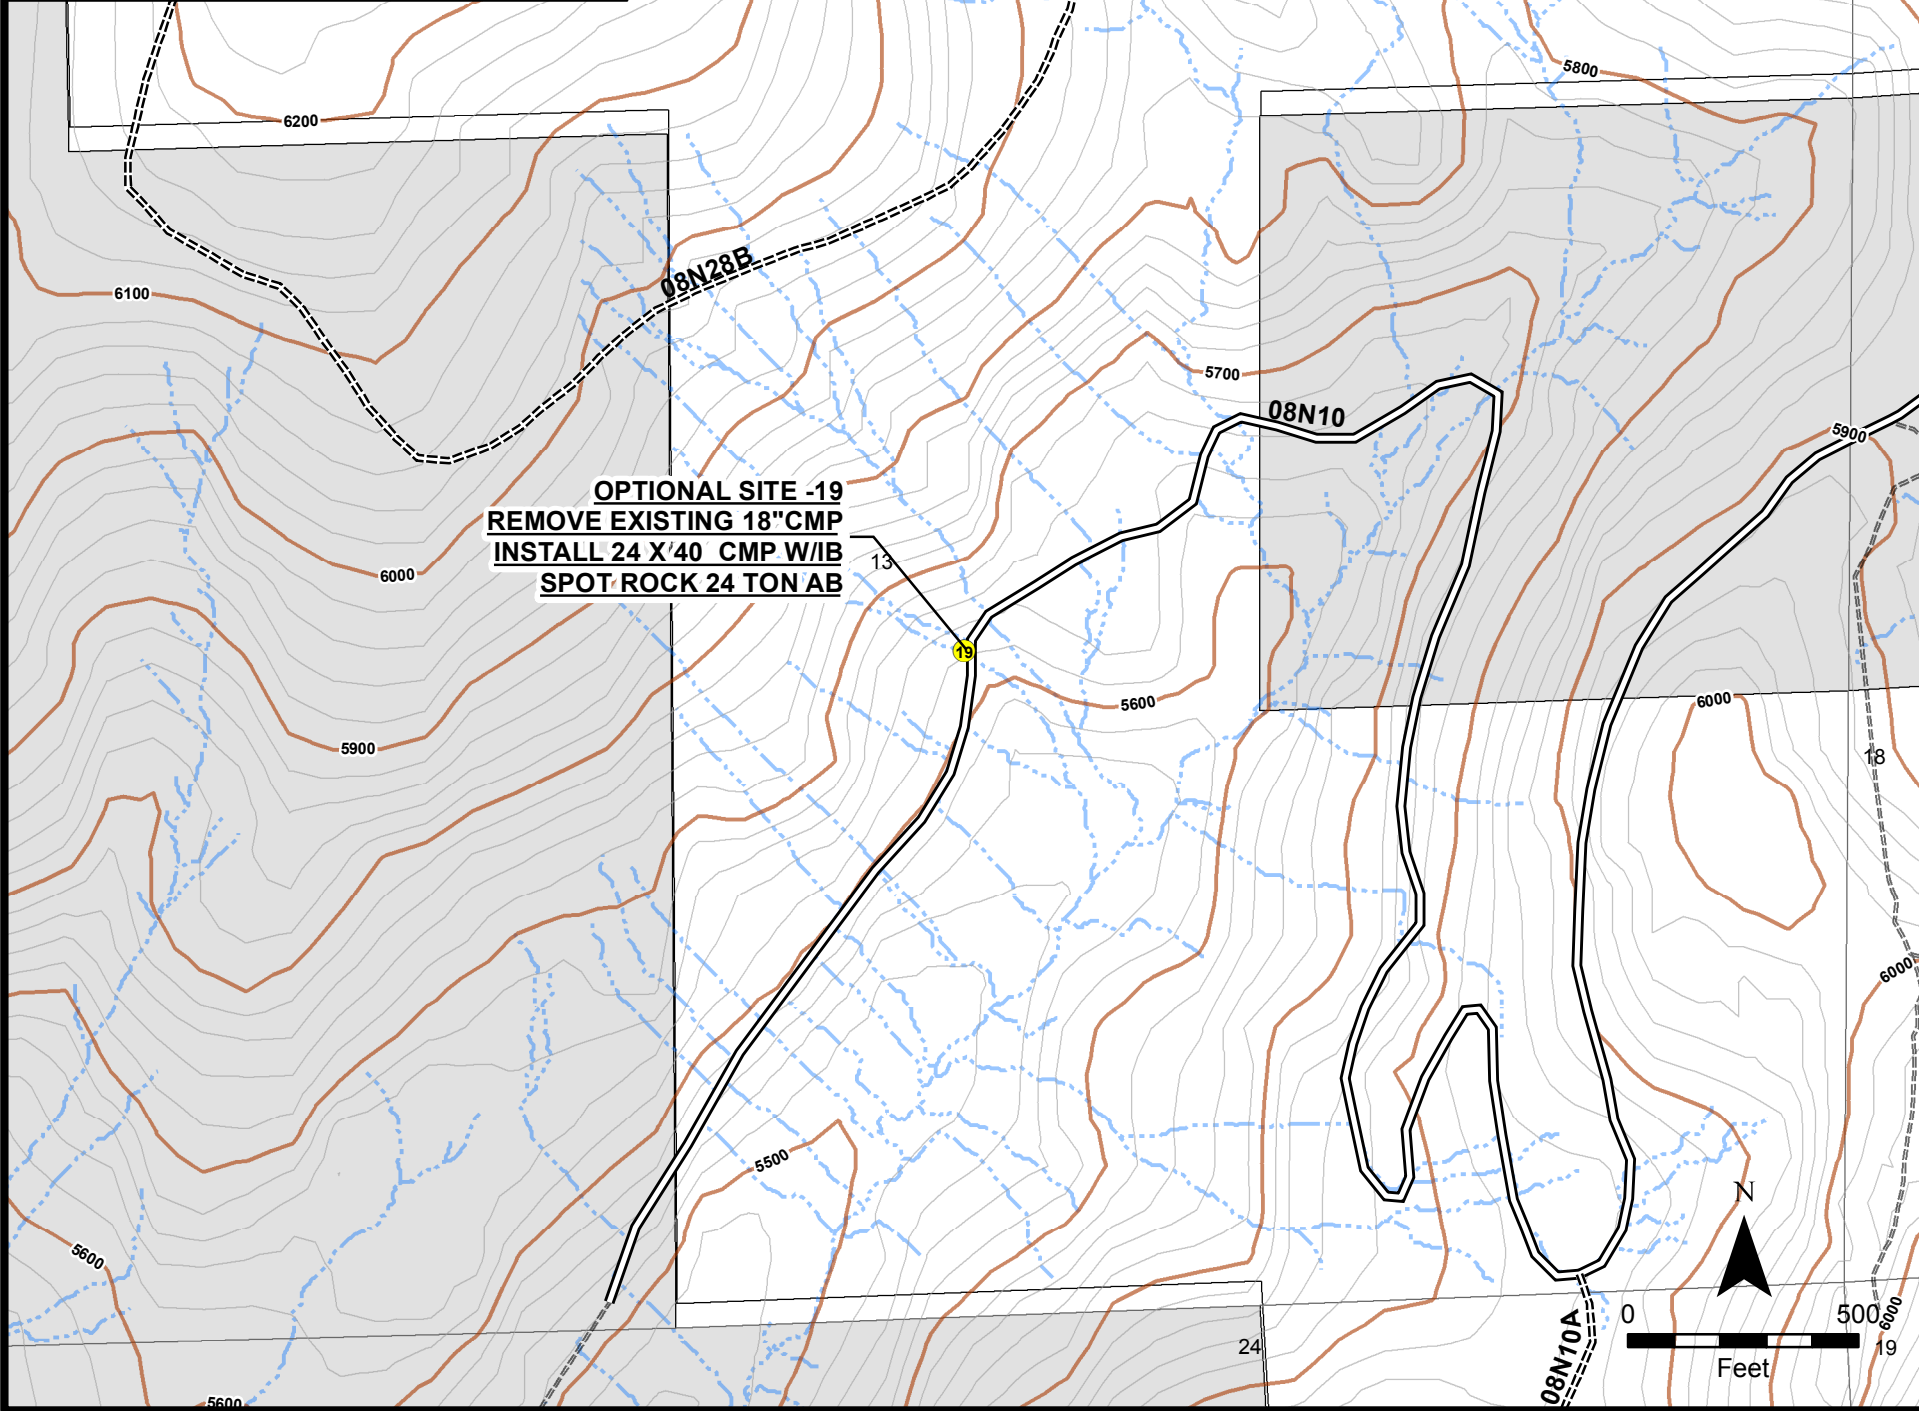 5800
6200
08N28B
6100
5700
08N10
5900
OPTIONAL SITE -19
REMOVE EXISTING 18"CMP
INSTALL 24 X 40  CMP W/IB
SPOT ROCK 24 TON AB
13
6000
19
5600
6000
5900
18
6000
5500
N
5600
0
500
6000
24
19
Feet
08N10A
5600